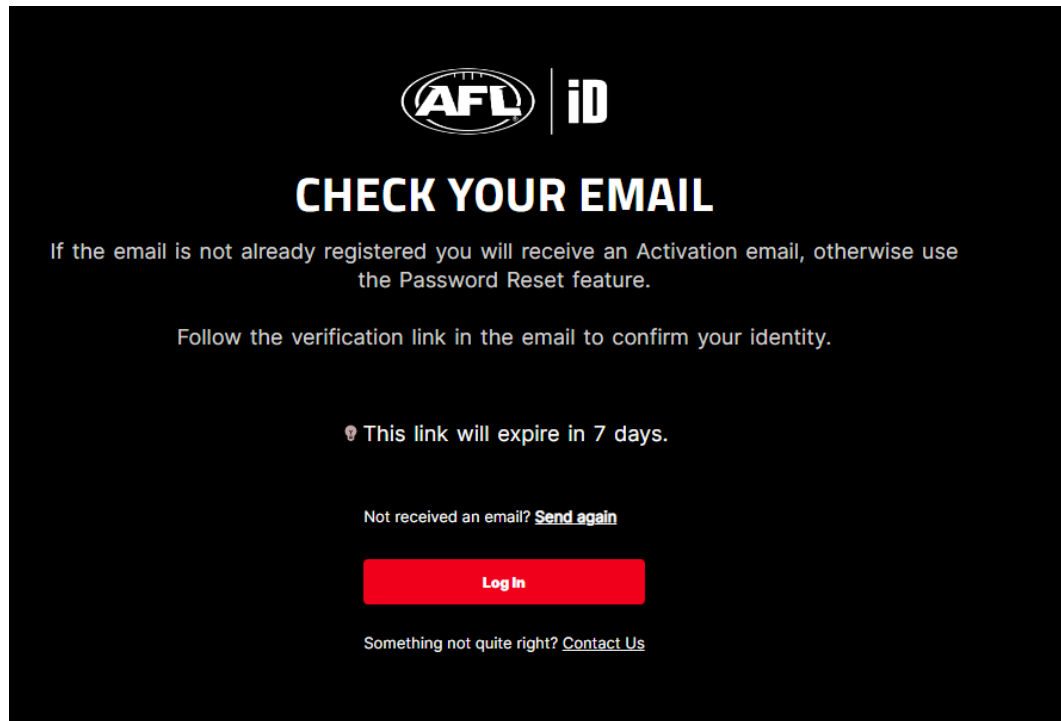 AFL iD
CHECK YOUR EMAIL
If the email is not already registered you will receive an Activation email, otherwise use
the Password Reset feature.
Follow the verification link in the email to confirm your identity.
This link will expire in 7 days.
Not received an email? Send again
Log In
Something not quite right? Contact Us